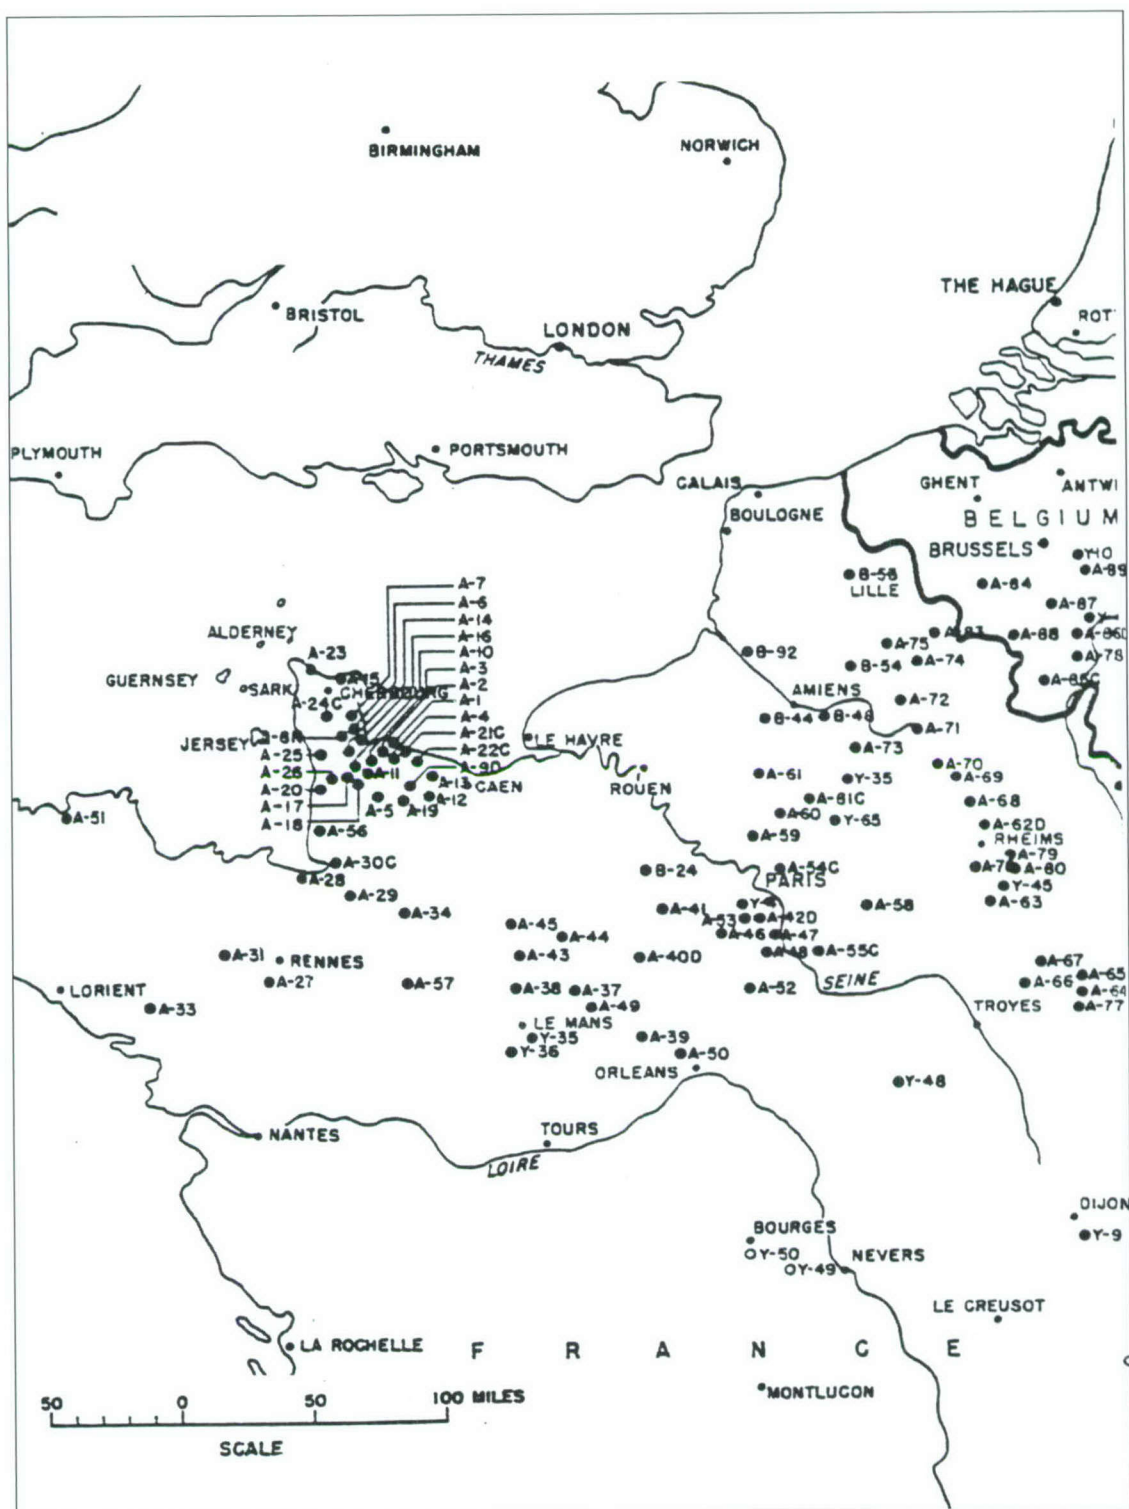 BIRMINGHAM
NORWICH
THE HAGUE
BRISTOL
ROT
LONDON
THAMES
PLYMOUTH
PORTSMOUTH
CALAIS
GHENT
ANTWI
BOULOGNE
BELGIUM
BRUSSELS
Y-10
A-89
B-58
LILLE
A-84
A-7
A-6
A-87
A-14
ALDERNEY
A-16
A-83
A-88
A-75
A-10
A-23
B-92
A-78
A-3
B-54
A-74
GUERNSEY
A-15
SARK
CHERBOURG
A-2
AMIENS
A-85C
A-24C
A-1
A-72
A-4
B-44
B-48
A-71
JERSEY
A-21C
LE HAVRE
A-25
A-22C
A-73
A-26
A-11
A-9D
ROUEN
A-61
Y-35
A-70
A-69
A-20
A-13
CAEN
A-17
A-5
A-19
A-12
A-81C
A-68
A-51
A-18
A-56
A-60
Y-65
A-62D
A-59
RHEIMS
A-79
A-30C
B-24
A-54C
A-80
A-28
PARIS
Y-45
A-29
A-34
A-41
Y-4
A-58
A-63
A-45
A-53
A-42D
A-44
A-46
A-47
A-31
RENNES
A-43
A-40D
A-48
A-55C
A-67
A-65
LORIENT
A-27
A-57
A-38
A-37
A-52
SEINE
A-66
A-64
A-33
A-49
TROYES
A-77
LE MANS
Y-35
A-39
Y-36
A-50
ORLEANS
Y-48
NANTES
TOURS
LOIRE
DIJON
BOURGES
Y-9
Y-50
NEVERS
Y-49
LE CREUSOT
LA ROCHELLE
FRANCE
MONTLUCON
50 0 50 100 MILES
SCALE